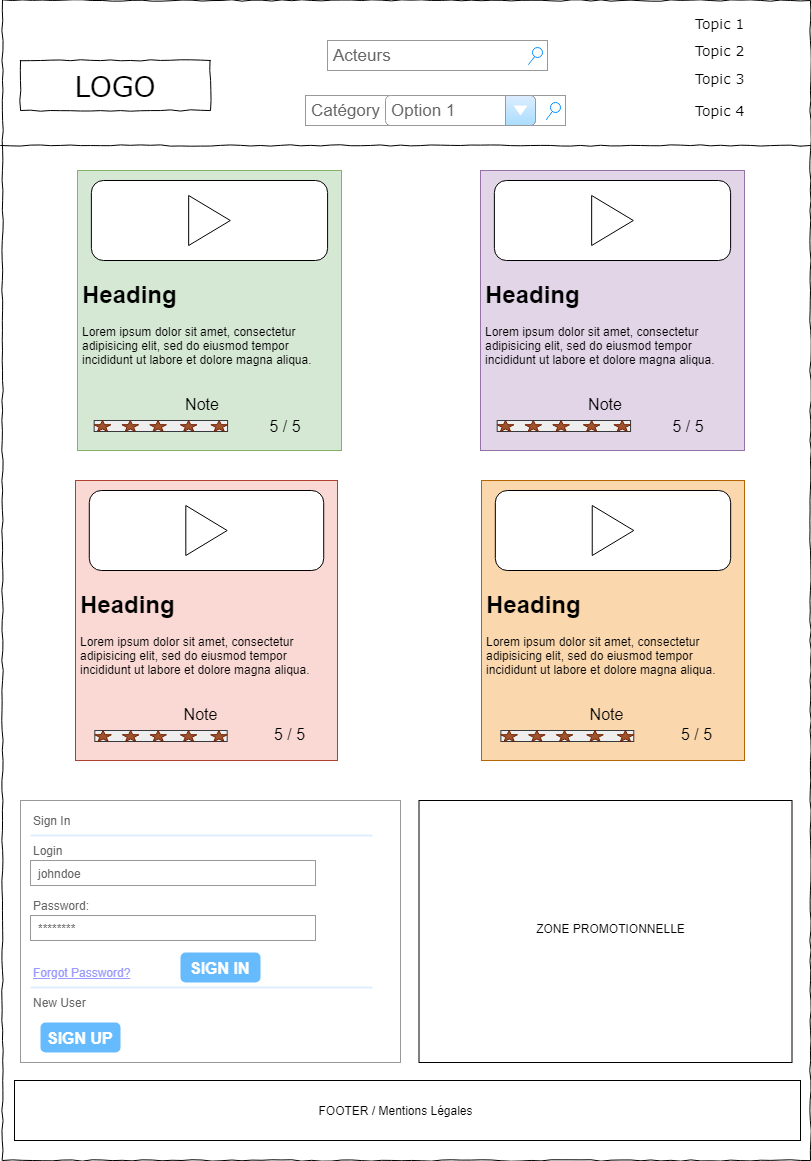 LOGO
Acteurs
Catégory Option 1
Topic 1
Topic 2
Topic 3
Topic 4
Heading
Lorem ipsum dolor sit amet, consectetur
adipisicing elit, sed do eiusmod tempor
incididunt ut labore et dolore magna aliqua.
Note
5 / 5
Heading
Lorem ipsum dolor sit amet, consectetur
adipisicing elit, sed do eiusmod tempor
incididunt ut labore et dolore magna aliqua.
Note
5 / 5
Heading
Lorem ipsum dolor sit amet, consectetur
adipisicing elit, sed do eiusmod tempor
incididunt ut labore et dolore magna aliqua.
Note
5 / 5
Heading
Lorem ipsum dolor sit amet, consectetur
adipisicing elit, sed do eiusmod tempor
incididunt ut labore et dolore magna aliqua.
Note
5 / 5
Sign In
Login
johndoe
Password:
********
Forgot Password?
SIGN IN
New User
SIGN UP
ZONE PROMOTIONNELLE
FOOTER / Mentions Légales